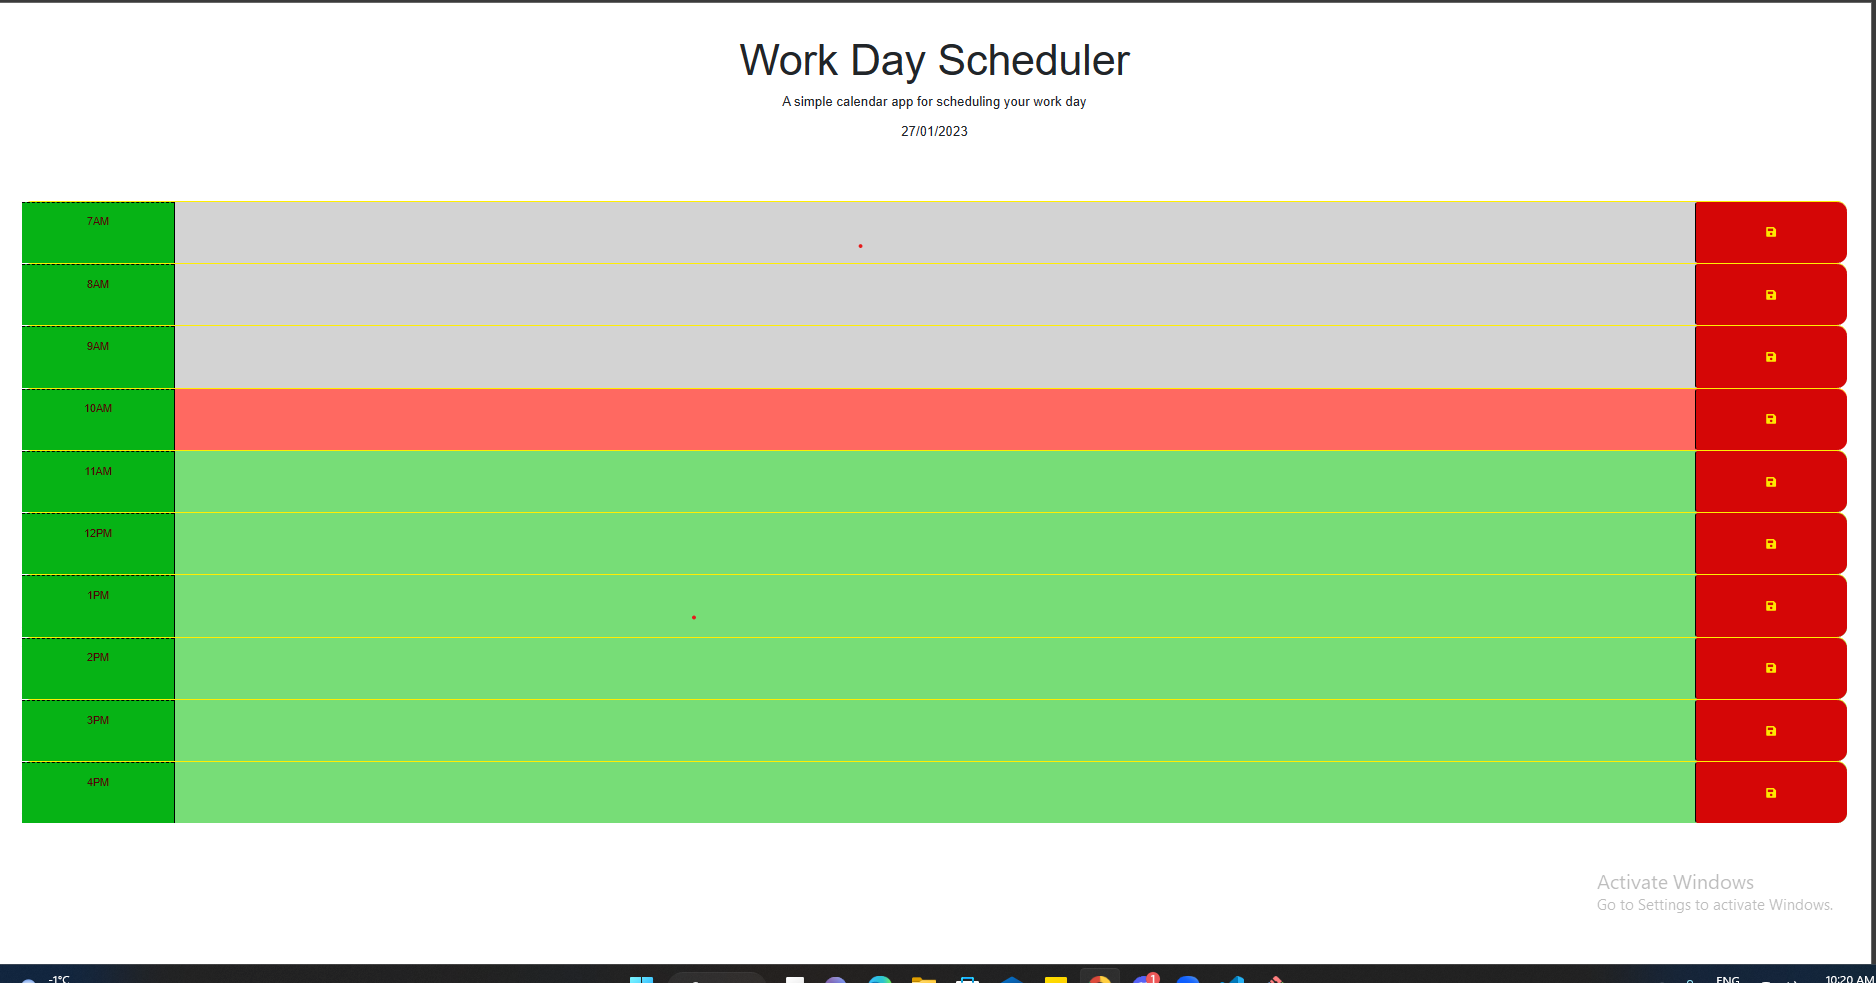 Work Day Scheduler
A simple calendar app for scheduling your work day
27/01/2023
7AM
8AM
9AM
10AM
11AM
12PM
1PM
2PM
3PM
4PM
Activate Windows
Go to Settings to activate Windows.
-1°C
1
ENG
10:20 AM